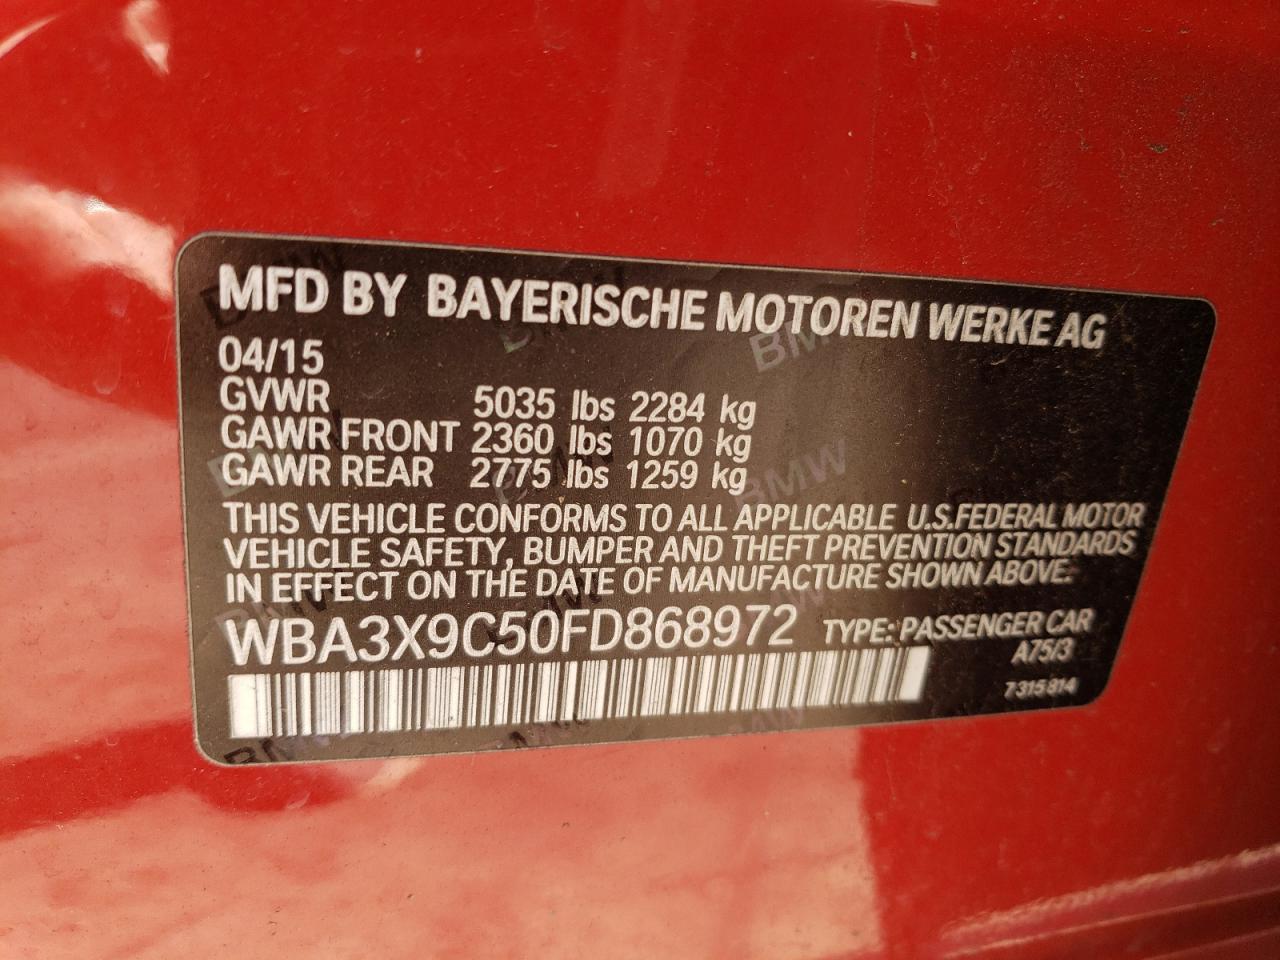 MFD BY BAYERISCHE MOTOREN WERKE AG
04/15
GVWR 5035 lbs 2284 kg
GAWR FRONT 2360 lbs 1070 kg
GAWR REAR 2775 lbs 1259 kg
THIS VEHICLE CONFORMS TO ALL APPLICABLE U.S.FEDERAL MOTOR
VEHICLE SAFETY, BUMPER AND THEFT PREVENTION STANDARDS
IN EFFECT ON THE DATE OF MANUFACTURE SHOWN ABOVE.
WBA3X9C50FD868972 TYPE: PASSENGER CAR
A75/3
7315814